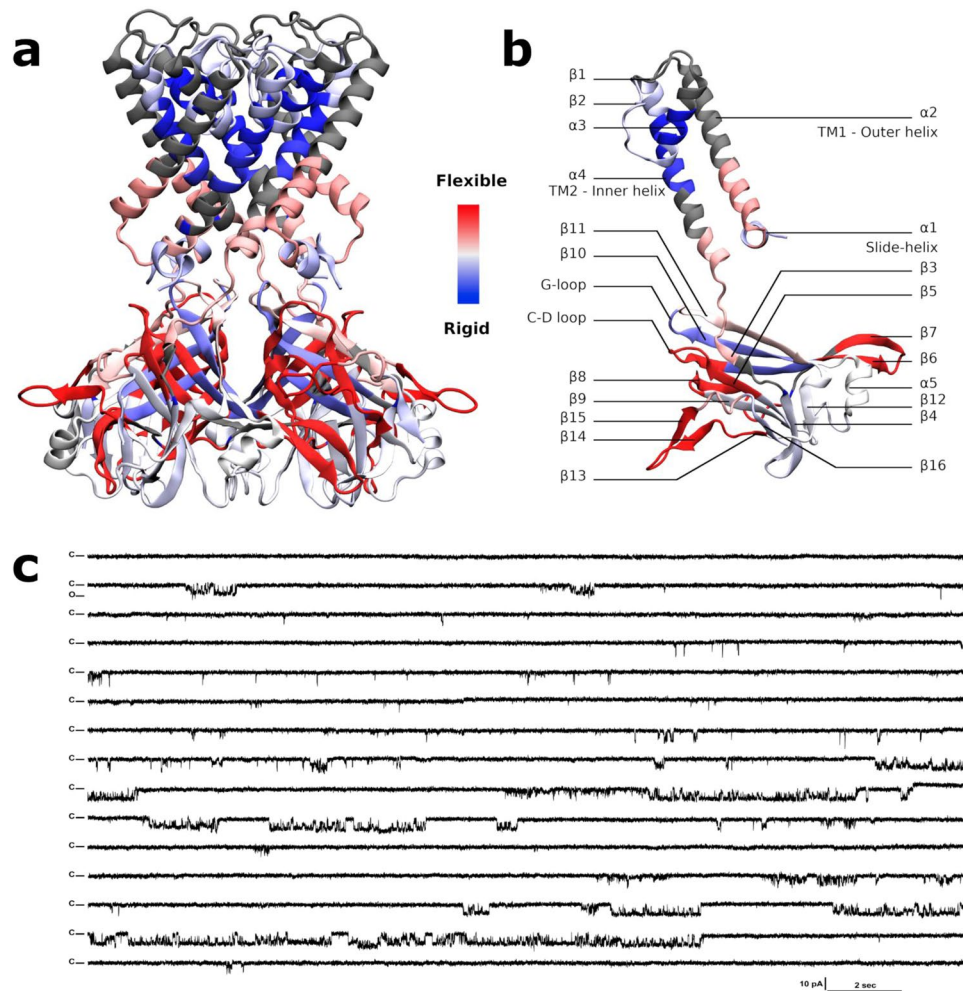 a
b
Flexible
Rigid
β1
β2
α3
α4
TM2 - Inner helix
β11
β10
G-loop
C-D loop
β8
β9
β15
β14
β13
α2
TM1 - Outer helix
α1
Slide-helix
β3
β5
β7
β6
α5
β12
β4
β16
c
C
C
O
C
C
C
C
C
C
C
C
C
C
C
C
C
10 pA
2 sec